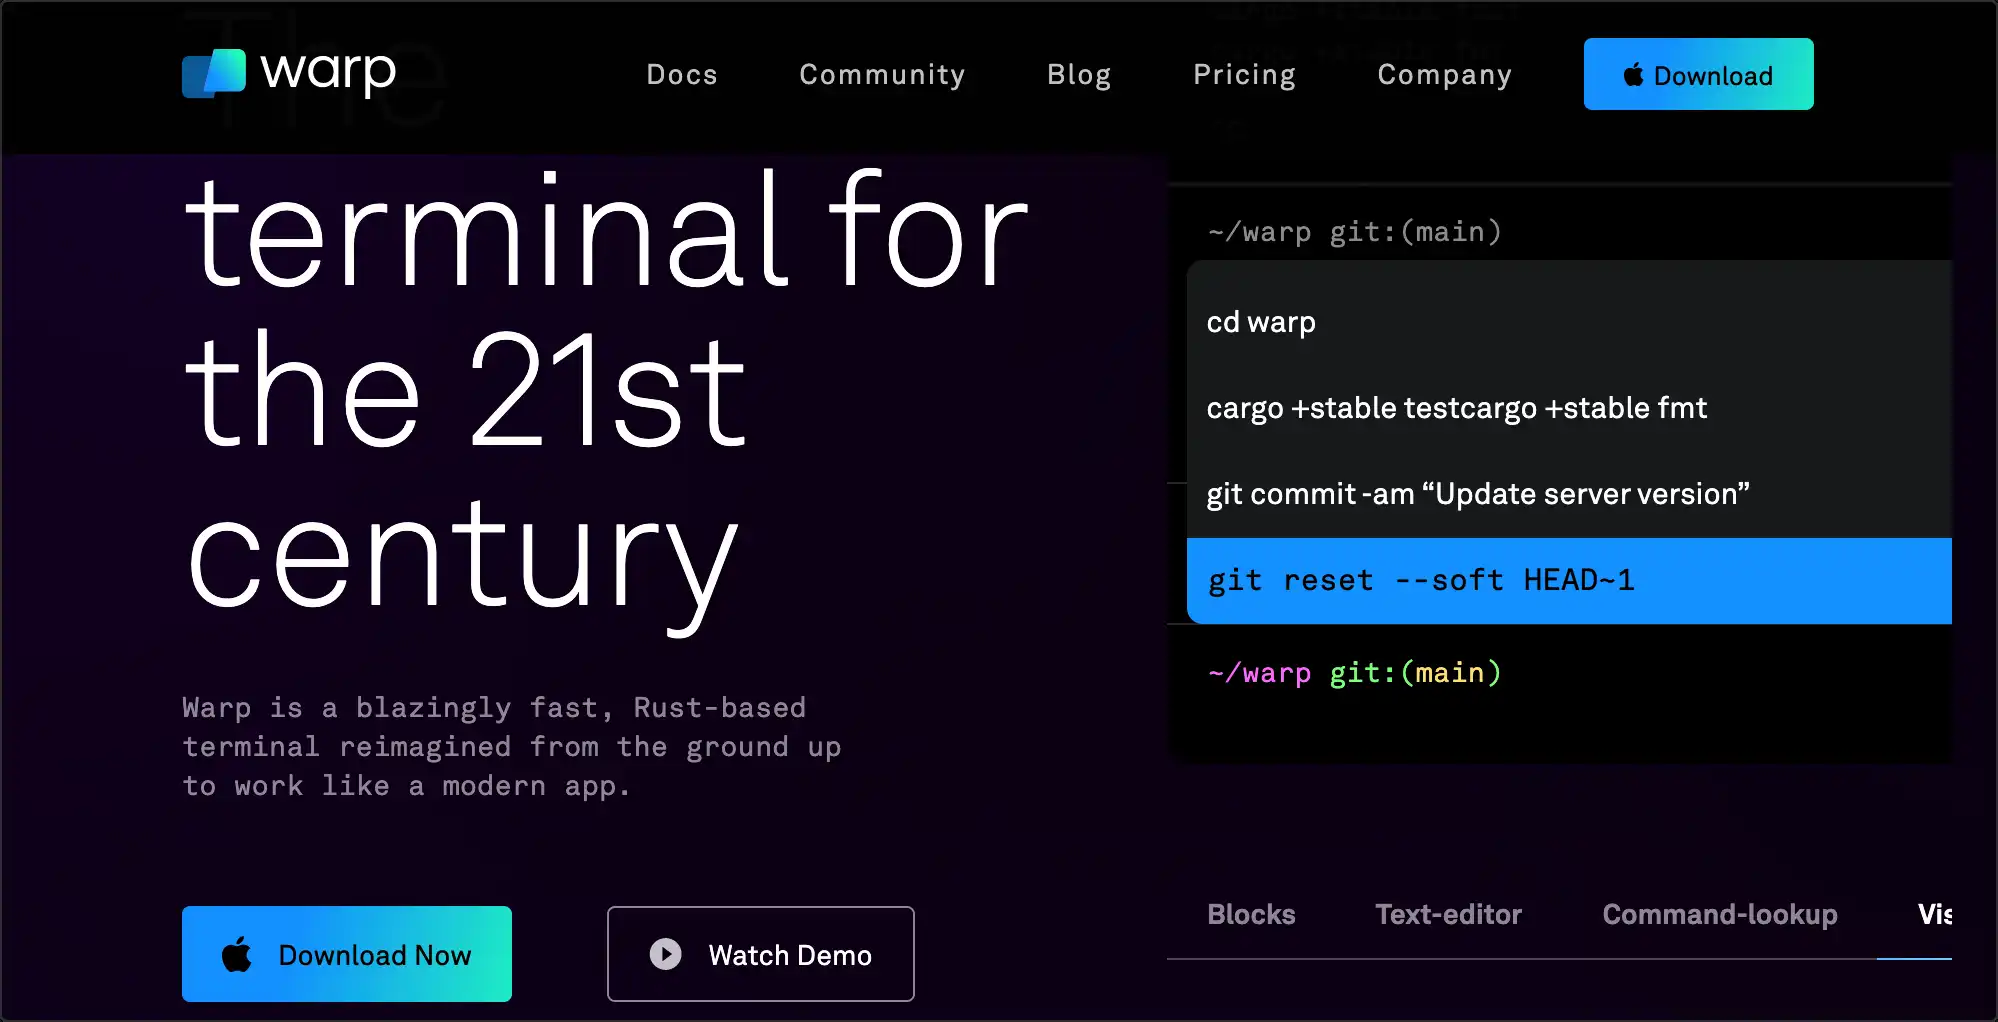 The
warp
Docs
Community
Blog
Pricing
Company
Download
terminal for
the 21st
century
Warp is a blazingly fast, Rust-based
terminal reimagined from the ground up
to work like a modern app.
Download Now
Watch Demo
~/warp git:(main)
cd warp
cargo +stable testcargo +stable fmt
git commit -am “Update server version”
git reset --soft HEAD~1
~/warp git:(main)
Blocks
Text-editor
Command-lookup
Vis